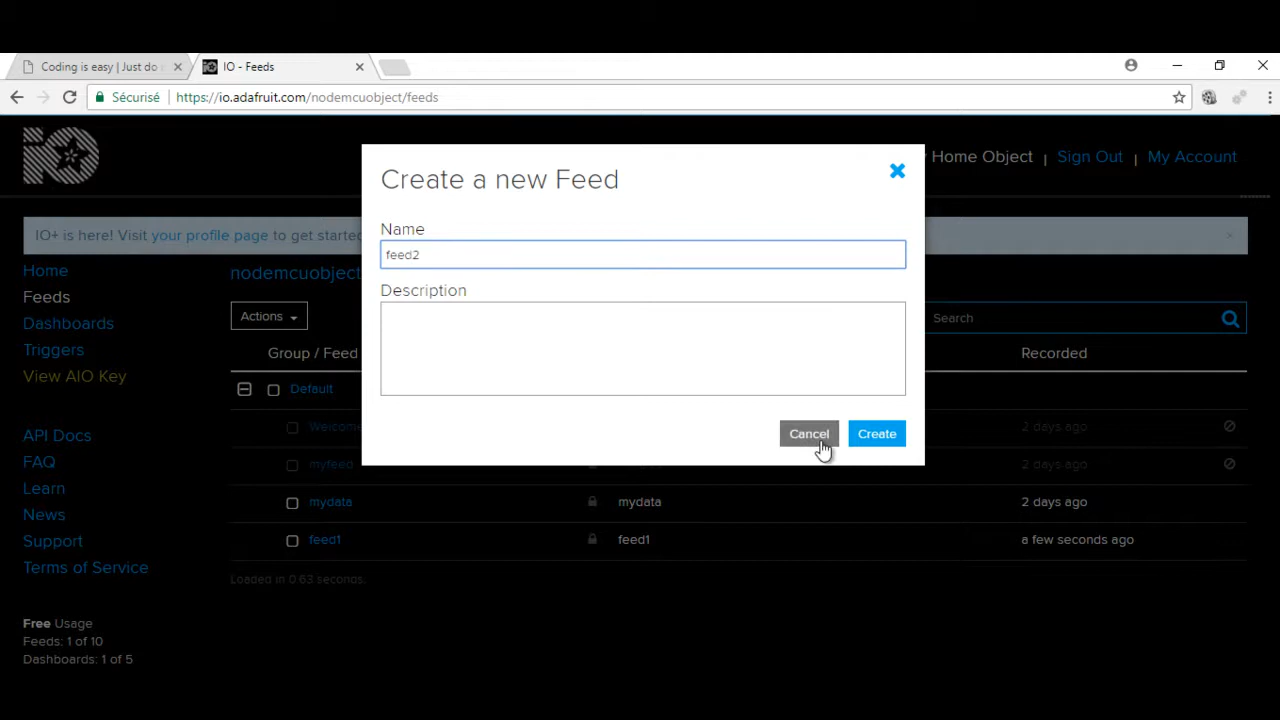 Coding is easy | Just do
IO - Feeds
Sécurisé
https://io.adafruit.com/nodemcuobject/feeds
Home Object | Sign Out | My Account
IO+ is here! Visit your profile page to get started
Create a new Feed
Name
feed2
Description
Cancel
Create
Home
Feeds
Dashboards
Triggers
View AIO Key
API Docs
FAQ
Learn
News
Support
Terms of Service
Free Usage
Feeds: 1 of 10
Dashboards: 1 of 5
nodemcuobject
Actions
Search
Group / Feed
Recorded
Default
Welcome
2 days ago
myfeed
2 days ago
mydata mydata 2 days ago
feed1 feed1 a few seconds ago
Loaded in 0.63 seconds.